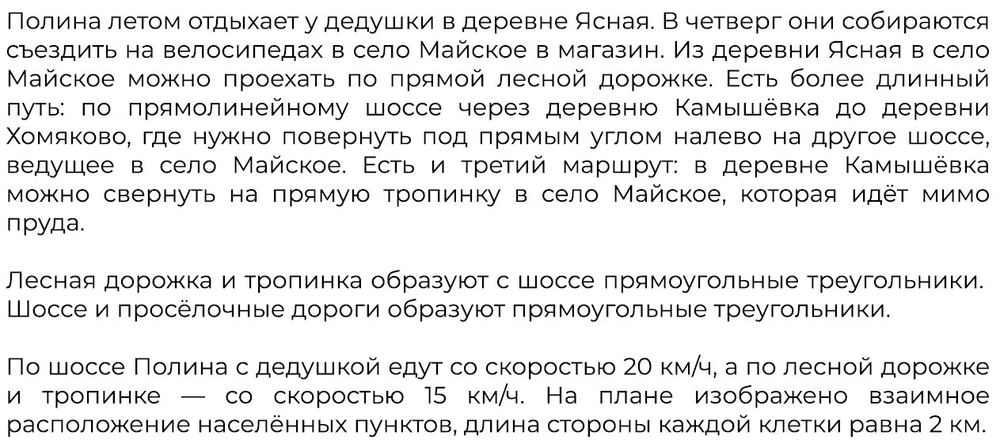 Полина летом отдыхает у дедушки в деревне Ясная. В четверг они собираются
съездить на велосипедах в село Майское в магазин. Из деревни Ясная в село
Майское можно проехать по прямой лесной дорожке. Есть более длинный
путь: по прямолинейному шоссе через деревню Камышёвка до деревни
Хомяково, где нужно повернуть под прямым углом налево на другое шоссе,
ведущее в село Майское. Есть и третий маршрут: в деревне Камышёвка
можно свернуть на прямую тропинку в село Майское, которая идёт мимо
пруда.
Лесная дорожка и тропинка образуют с шоссе прямоугольные треугольники.
Шоссе и просёлочные дороги образуют прямоугольные треугольники.
По шоссе Полина с дедушкой едут со скоростью 20 км/ч, а по лесной дорожке
и тропинке — со скоростью 15 км/ч. На плане изображено взаимное
расположение населённых пунктов, длина стороны каждой клетки равна 2 км.